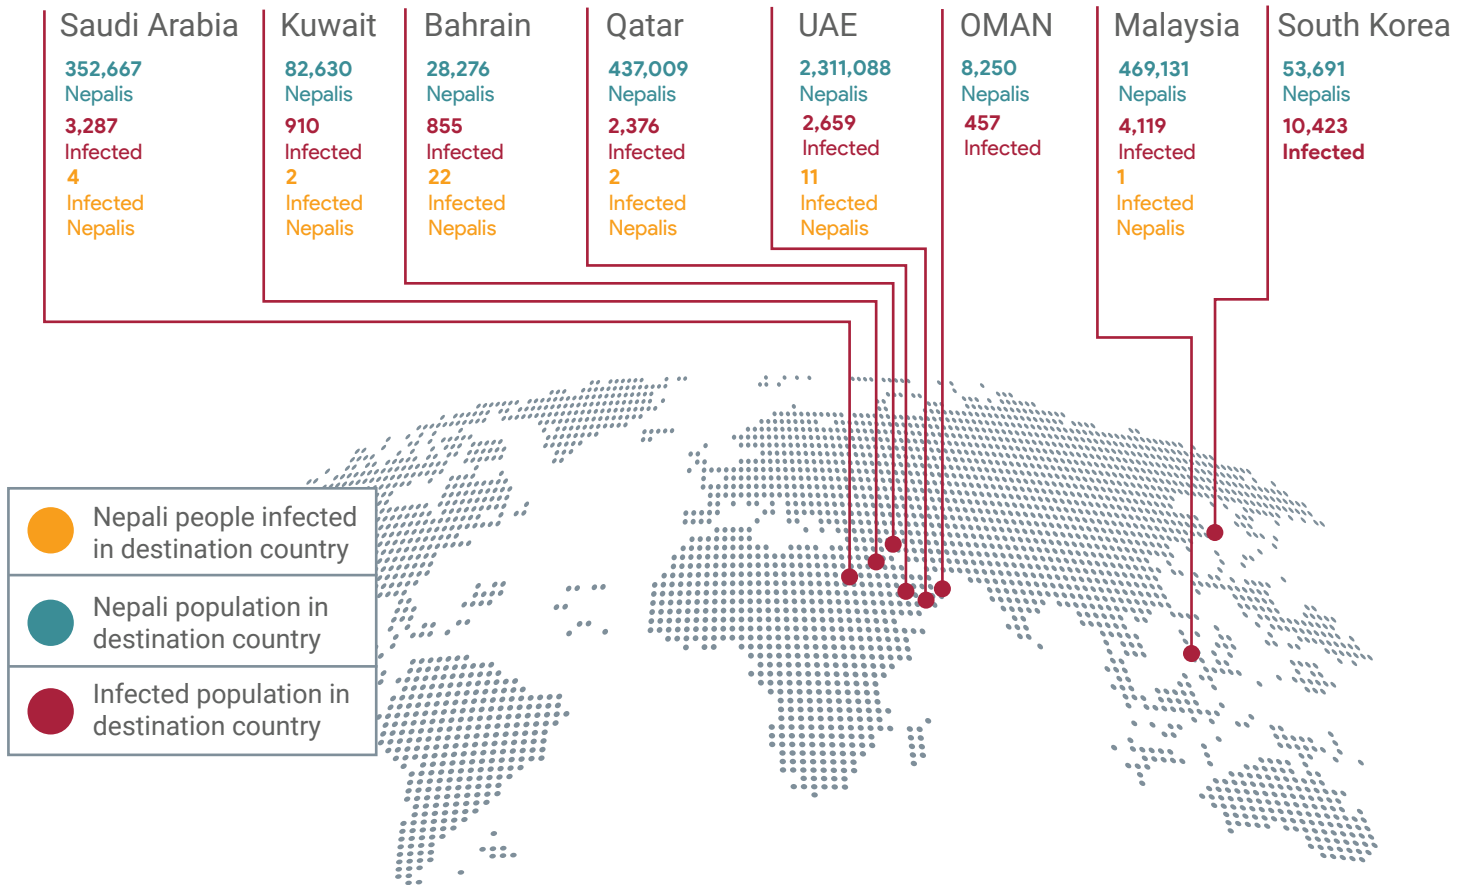 Saudi Arabia
352,667
Nepalis
3,287
Infected
4
Infected
Nepalis
Kuwait
82,630
Nepalis
910
Infected
2
Infected
Nepalis
Bahrain
28,276
Nepalis
855
Infected
22
Infected
Nepalis
Qatar
437,009
Nepalis
2,376
Infected
2
Infected
Nepalis
UAE
2,311,088
Nepalis
2,659
Infected
11
Infected
Nepalis
OMAN
8,250
Nepalis
457
Infected
Malaysia
469,131
Nepalis
4,119
Infected
1
Infected
Nepalis
South Korea
53,691
Nepalis
10,423
Infected
Nepali people infected
in destination country
Nepali population in
destination country
Infected population in
destination country